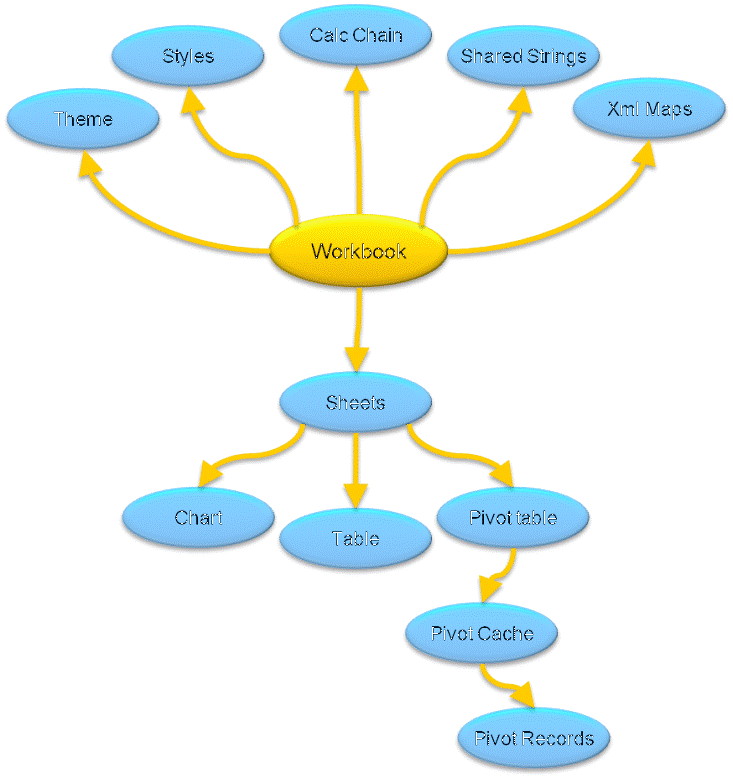 Calc Chain
Styles
Shared Strings
Theme
Xml Maps
Workbook
Sheets
Chart
Table
Pivot table
Pivot Cache
Pivot Records